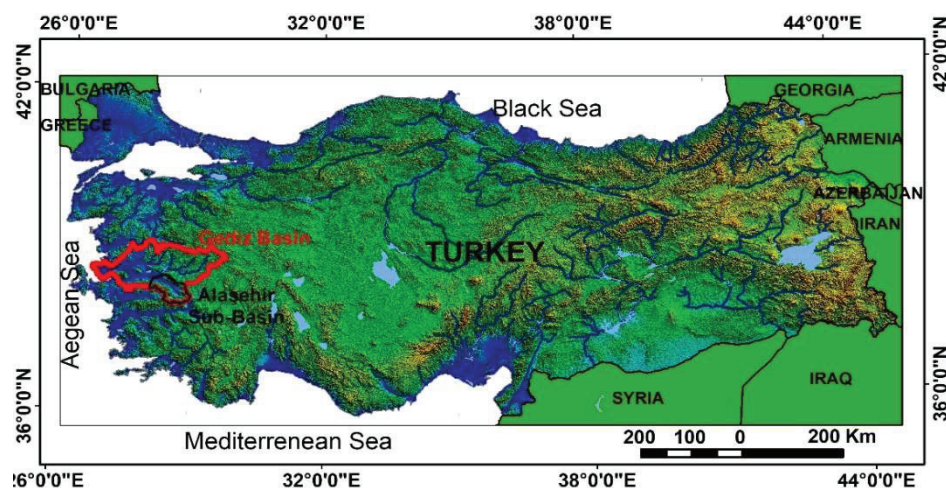 26°0'0"E 32°0'0"E 38°0'0"E 44°0'0"E
42°0'0"N
42°0'0"N
BULGARIA
GREECE
Black Sea
GEORGIA
ARMENIA
AZERBAIJAN
IRAN
Gediz Basin
TURKEY
Aegean Sea
Alaşehir
Sub-Basin
SYRIA
IRAQ
36°0'0"N
36°0'0"N
Mediterrenean Sea
200 100 0 200 Km
26°0'0"E 32°0'0"E 38°0'0"E 44°0'0"E